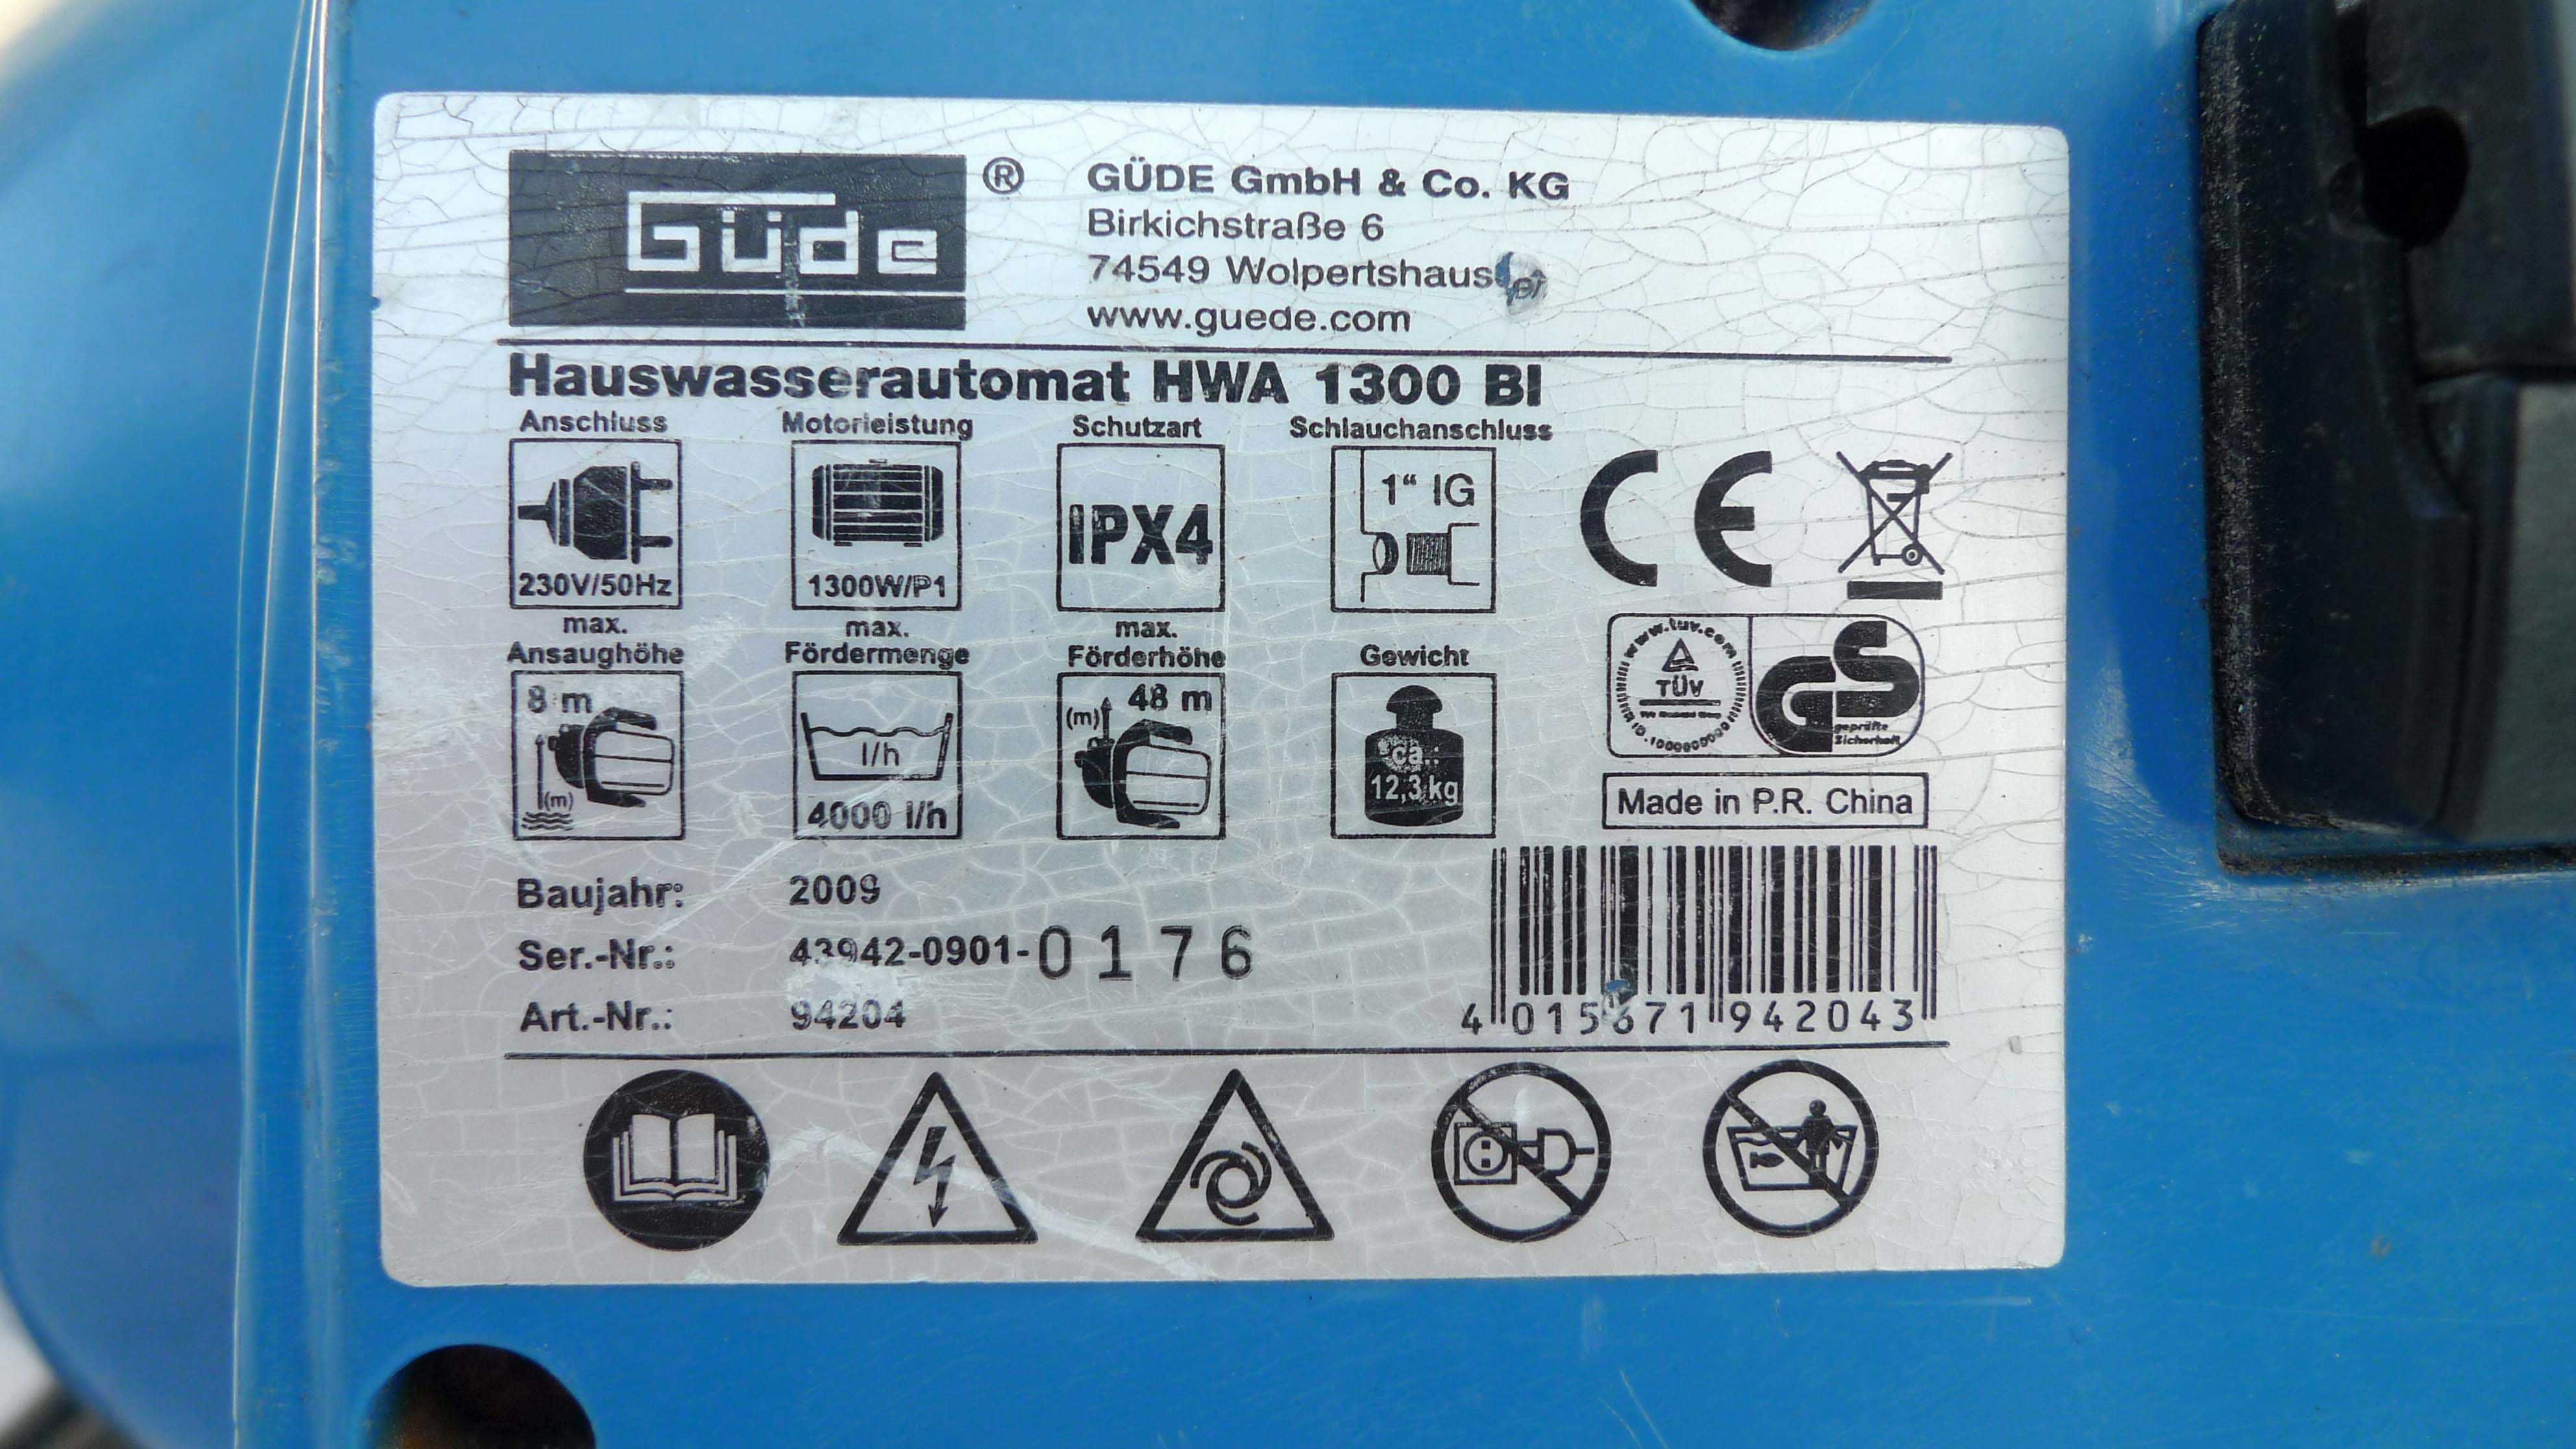 Güde ®
GÜDE GmbH & Co. KG
Birkichstraße 6
74549 Wolpertshausen
www.guede.com
Hauswasserautomat HWA 1300 BI
Anschluss Motorleistung Schutzart Schlauchanschluss
230V/50Hz
1300W/P1
IPX4
1“ IG
CE
max. Ansaughöhe
max. Fördermenge
max. Förderhöhe
Gewicht
8 m
(m)
l/h
4000 l/h
(m) 48 m
ca.:
12,3 kg
www.tuv.com
TÜV
GS
geprüfte
Sicherheit
Made in P.R. China
Baujahr: 2009
Ser.-Nr.: 43942-0901-0176
Art.-Nr.: 94204
4 015671 942043